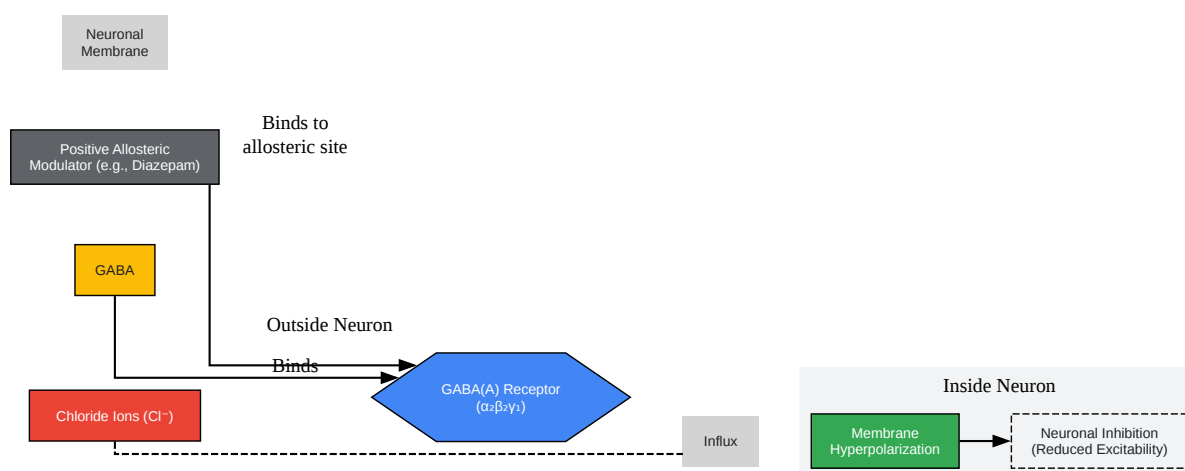 Neuronal
Membrane
Binds to
allosteric site
Positive Allosteric
Modulator (e.g., Diazepam)
GABA
Outside Neuron
Binds
GABA(A) Receptor
(α₂β₂γ₁)
Chloride Ions (Cl⁻)
Influx
Inside Neuron
Membrane
Hyperpolarization
Neuronal Inhibition
(Reduced Excitability)